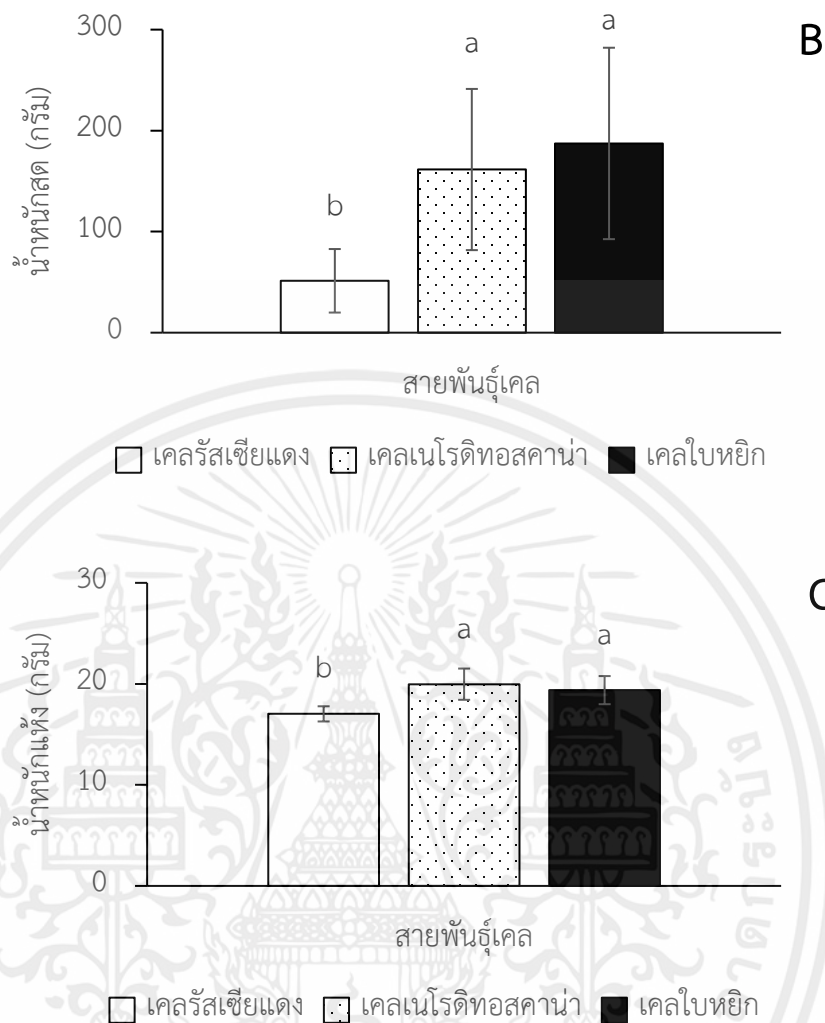 300
B
a
a
200
น้ำหนักสด (กรัม)
b
100
0
สายพันธุ์เคล
เคลรัสเซียแดง เคลเนโรดิทอสคาน่า เคลใบหยิก
30
C
a
a
b
20
น้ำหนักแห้ง (กรัม)
10
0
สายพันธุ์เคล
เคลรัสเซียแดง เคลเนโรดิทอสคาน่า เคลใบหยิก